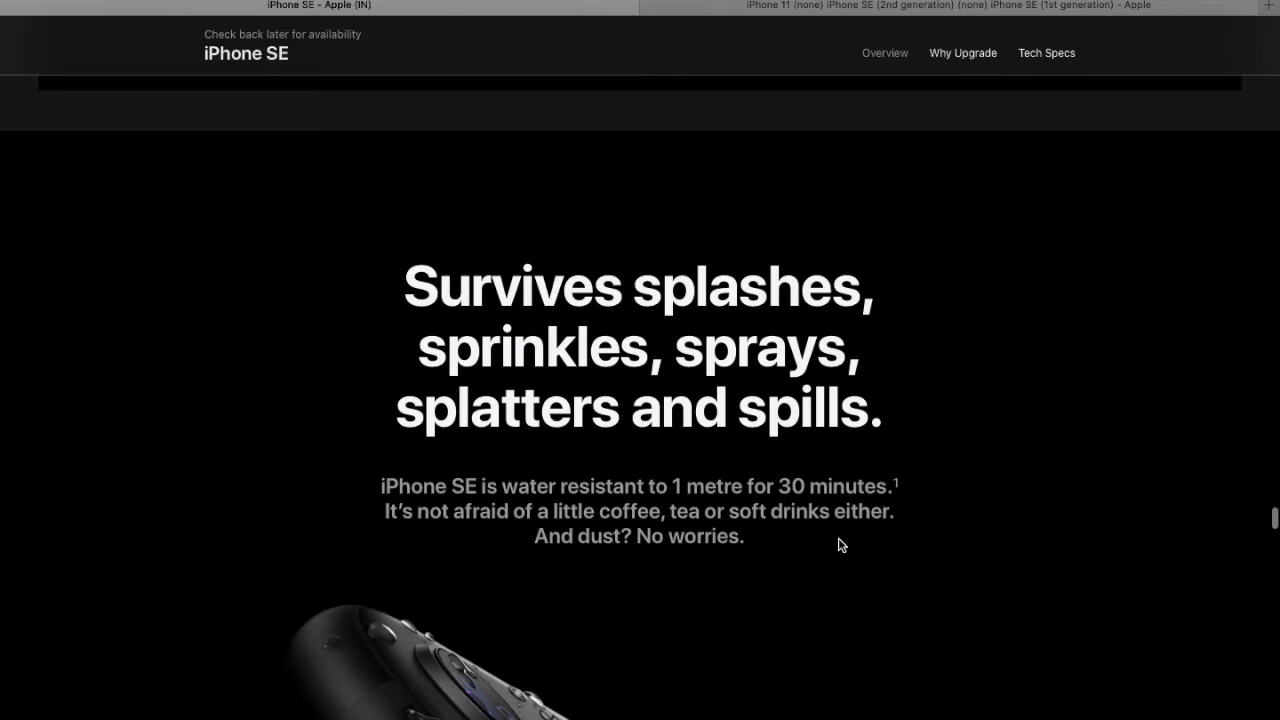 iPhone SE - Apple (IN)
iPhone 11 (none) iPhone SE (2nd generation) (none) iPhone SE (1st generation) - Apple
+
Check back later for availability
iPhone SE
Overview Why Upgrade Tech Specs
Survives splashes,
sprinkles, sprays,
splatters and spills.
iPhone SE is water resistant to 1 metre for 30 minutes.¹
It’s not afraid of a little coffee, tea or soft drinks either.
And dust? No worries.